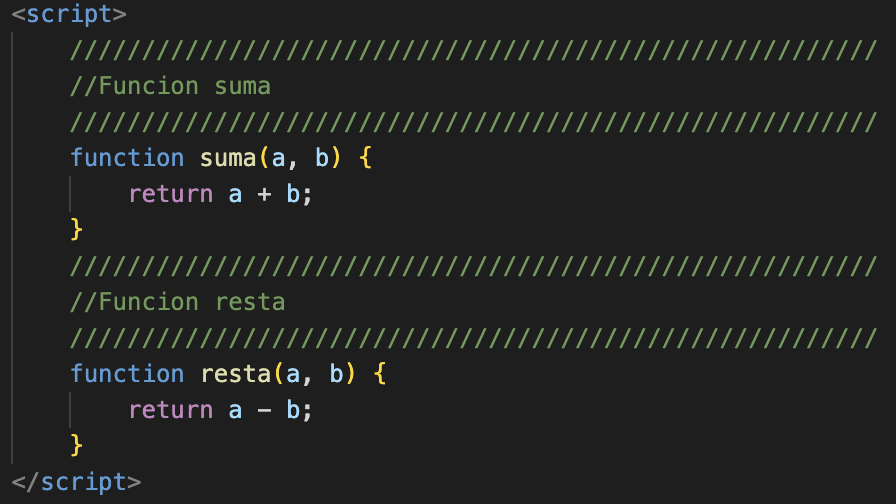 <script>
////////////////////////////////////////////////////////
//Funcion suma
////////////////////////////////////////////////////////
function suma(a, b) {
return a + b;
}
////////////////////////////////////////////////////////
//Funcion resta
////////////////////////////////////////////////////////
function resta(a, b) {
return a - b;
}
</script>